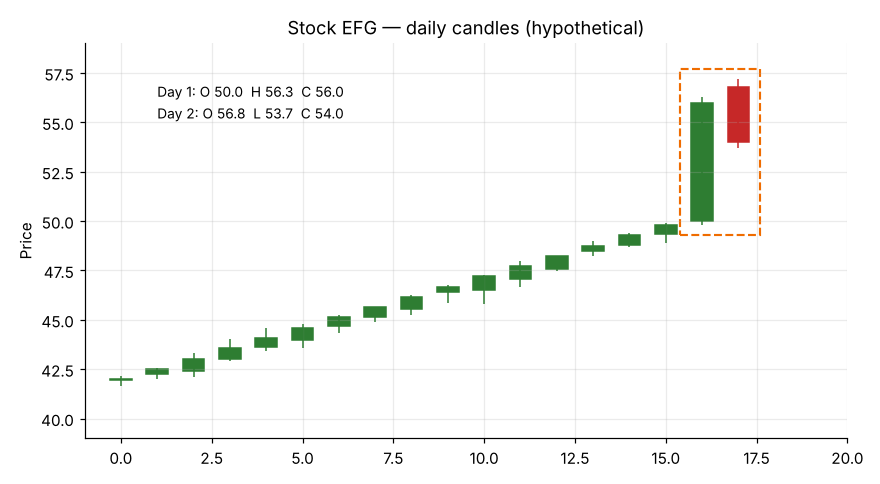 Stock EFG — daily candles (hypothetical)
Day 1: O 50.0  H 56.3  C 56.0
Day 2: O 56.8  L 53.7  C 54.0
Price
57.5
55.0
52.5
50.0
47.5
45.0
42.5
40.0
0.0 2.5 5.0 7.5 10.0 12.5 15.0 17.5 20.0